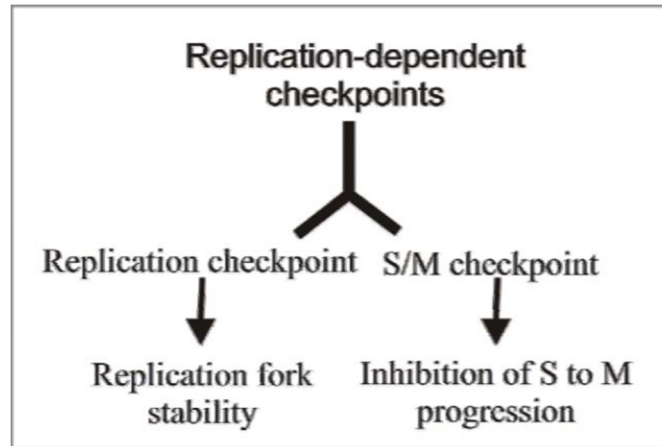 Replication-dependent
checkpoints
Replication checkpoint
S/M checkpoint
Replication fork
stability
Inhibition of S to M
progression